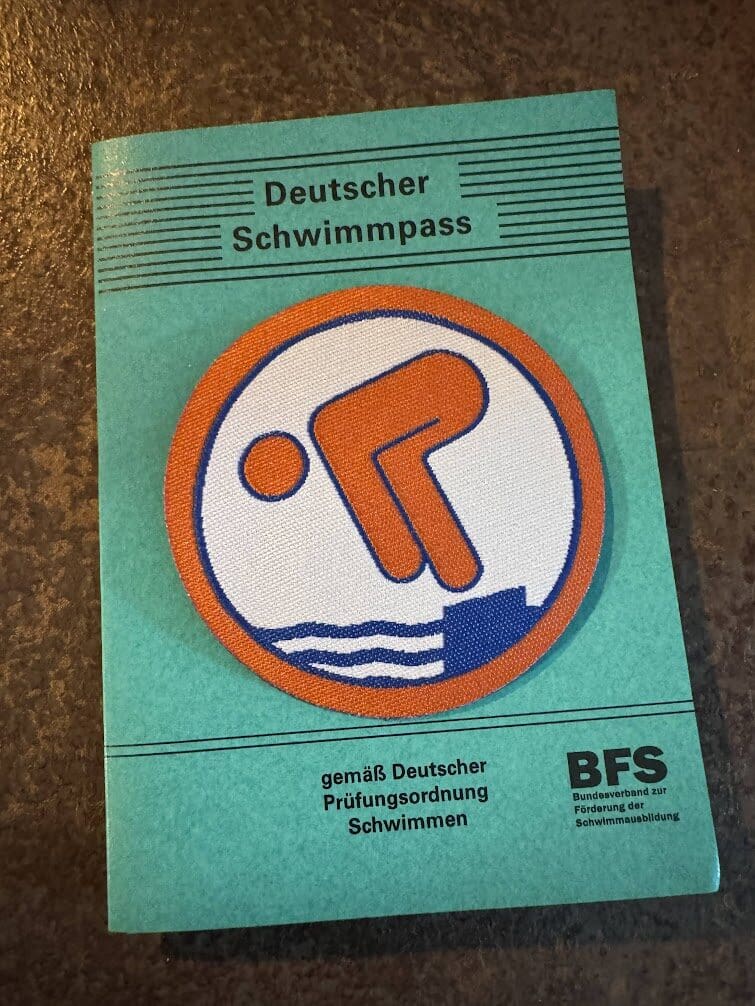 Deutscher
Schwimmpass
gemäß Deutscher
Prüfungsordnung
Schwimmen
BFS
Bundesverband zur
Förderung der
Schwimmausbildung